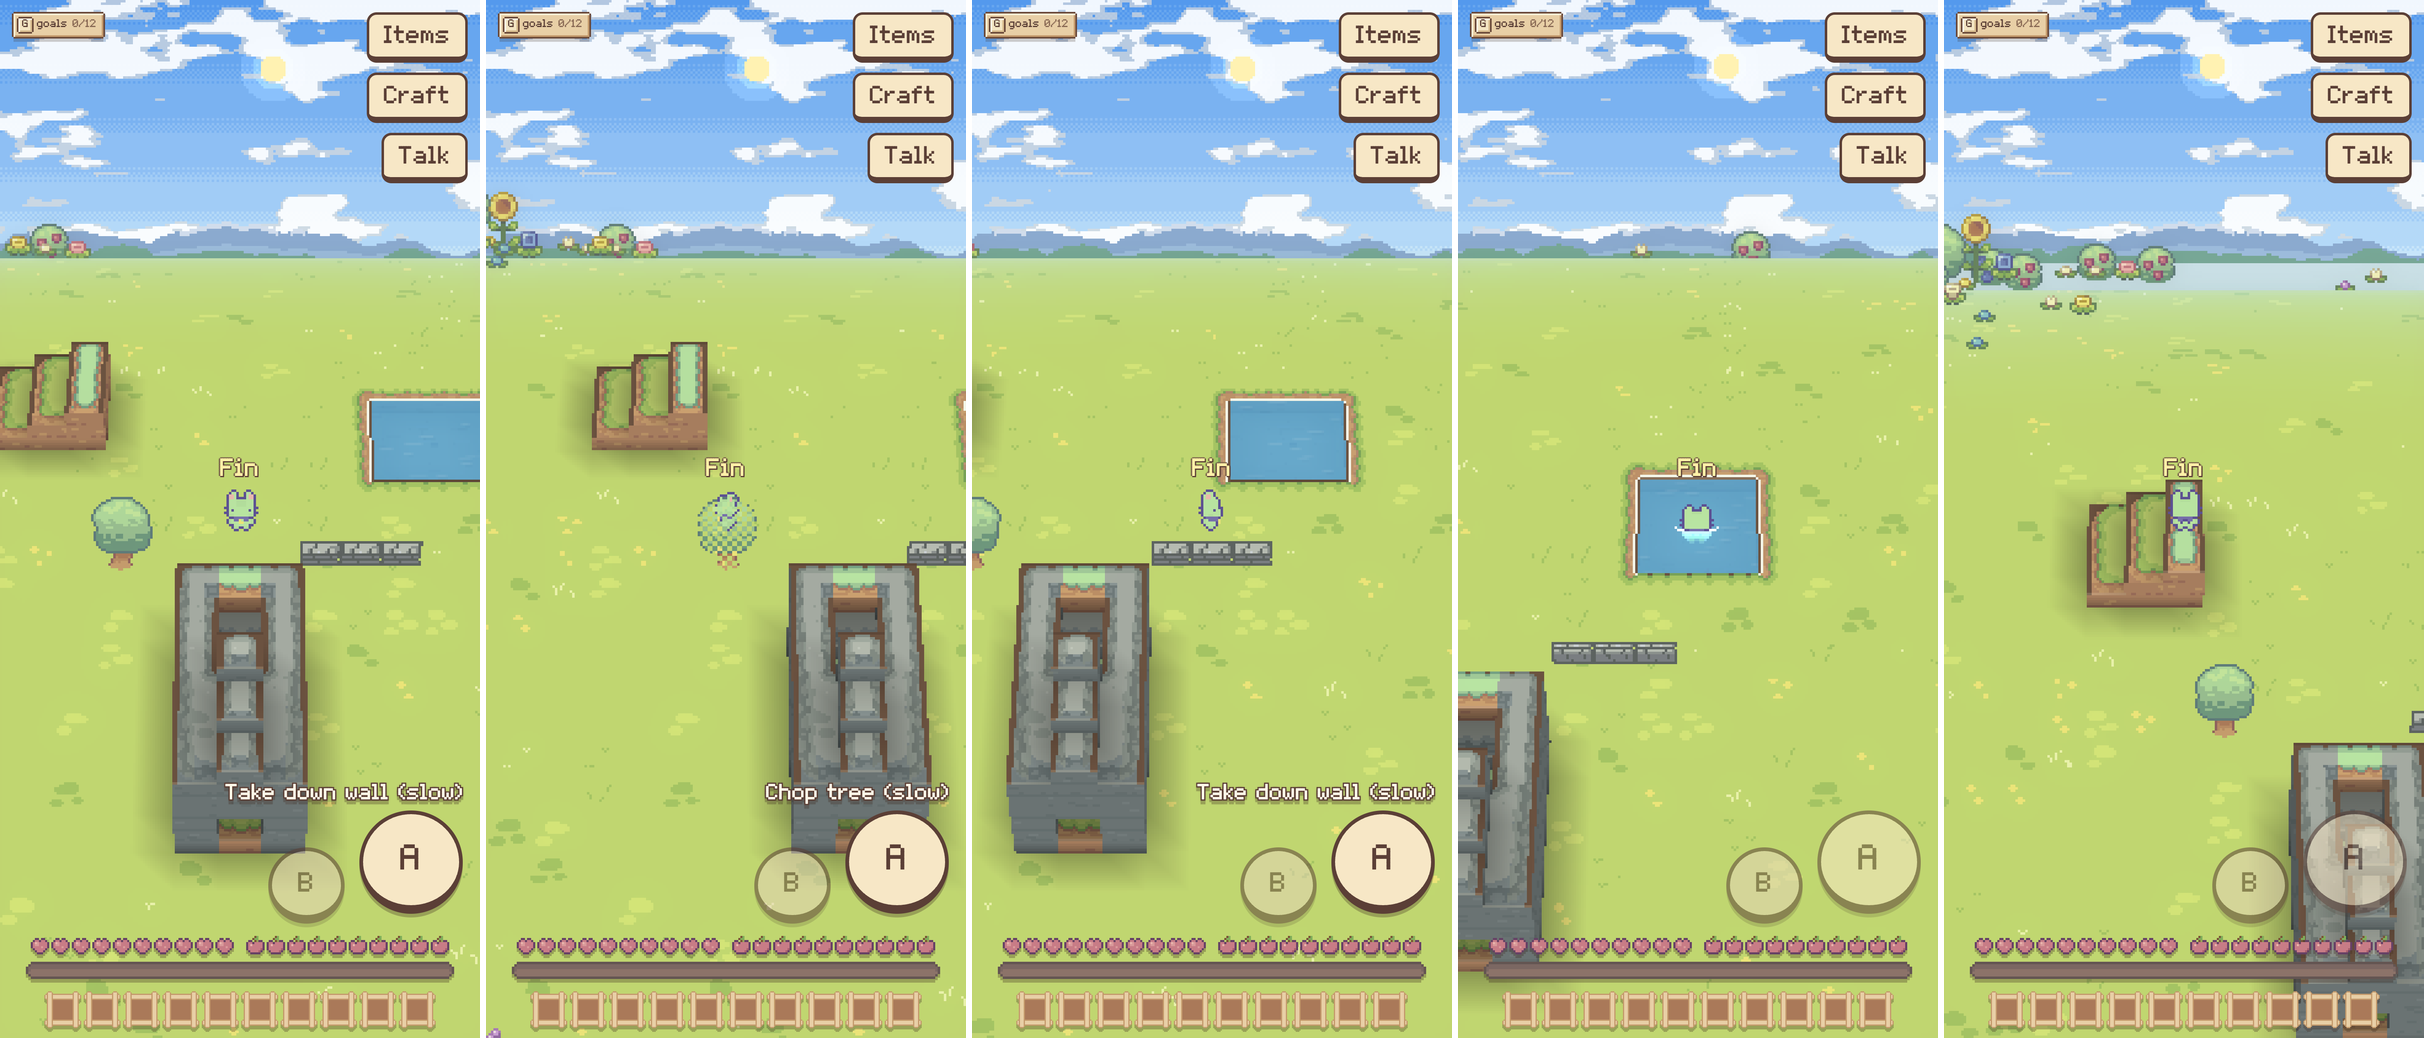 G goals 0/12
Items
Craft
Talk
Fin
Take down wall (slow)
A
B
G goals 0/12
Items
Craft
Talk
Fin
Chop tree (slow)
A
B
G goals 0/12
Items
Craft
Talk
Fin
Take down wall (slow)
A
B
G goals 0/12
Items
Craft
Talk
Fin
A
B
G goals 0/12
Items
Craft
Talk
Fin
A
B